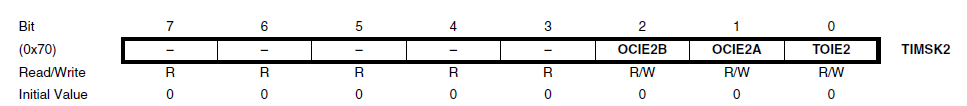 Bit 7 6 5 4 3 2 1 0
(0x70) – – – – – OCIE2B OCIE2A TOIE2 TIMSK2
Read/Write R R R R R R/W R/W R/W
Initial Value 0 0 0 0 0 0 0 0